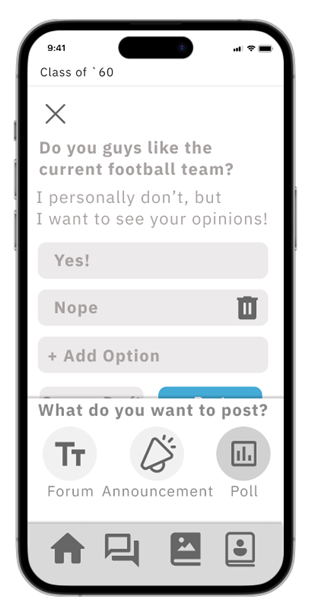 9:41
Class of `60
Do you guys like the
current football team?
I personally don't, but
I want to see your opinions!
Yes!
Nope
+ Add Option
What do you want to post?
Tт
Forum Announcement Poll